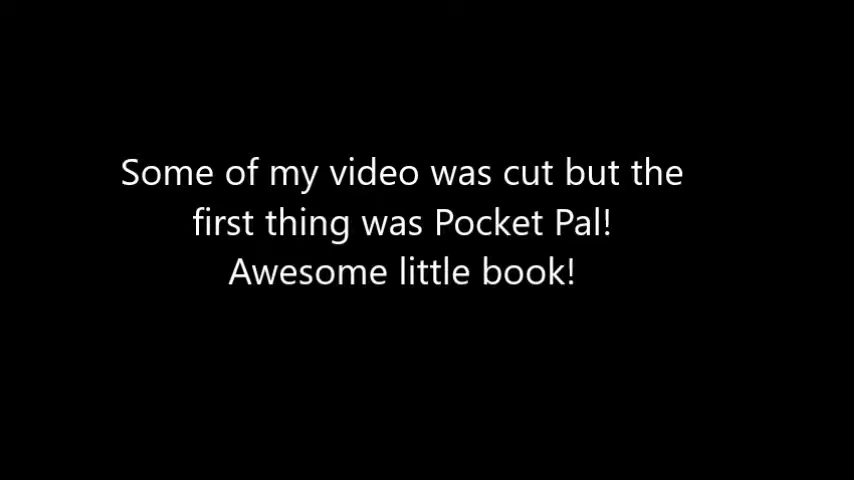 Some of my video was cut but the
first thing was Pocket Pal!
Awesome little book!